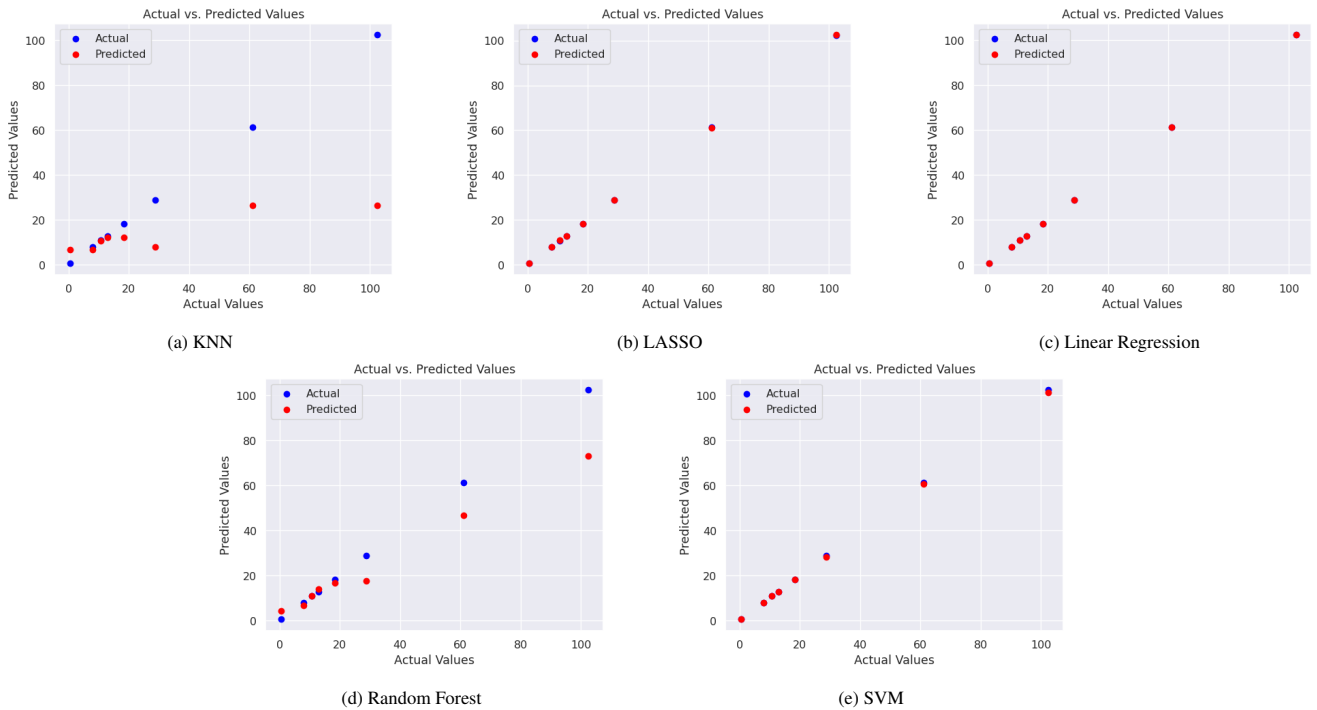 Actual vs. Predicted Values
Actual
Predicted
Predicted Values
100
80
60
40
20
0
0 20 40 60 80 100
Actual Values
(a) KNN
Actual vs. Predicted Values
Actual
Predicted
Predicted Values
100
80
60
40
20
0
0 20 40 60 80 100
Actual Values
(b) LASSO
Actual vs. Predicted Values
Actual
Predicted
Predicted Values
100
80
60
40
20
0
0 20 40 60 80 100
Actual Values
(c) Linear Regression
Actual vs. Predicted Values
Actual
Predicted
Predicted Values
100
80
60
40
20
0
0 20 40 60 80 100
Actual Values
(d) Random Forest
Actual vs. Predicted Values
Actual
Predicted
Predicted Values
100
80
60
40
20
0
0 20 40 60 80 100
Actual Values
(e) SVM